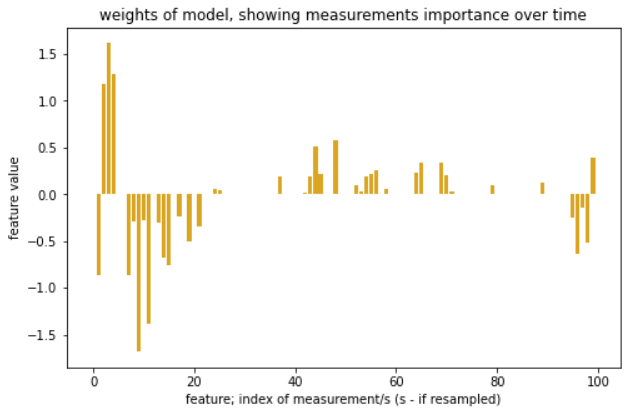 weights of model, showing measurements importance over time
feature value
1.5
1.0
0.5
0.0
−0.5
−1.0
−1.5
0 20 40 60 80 100
feature; index of measurement/s (s - if resampled)